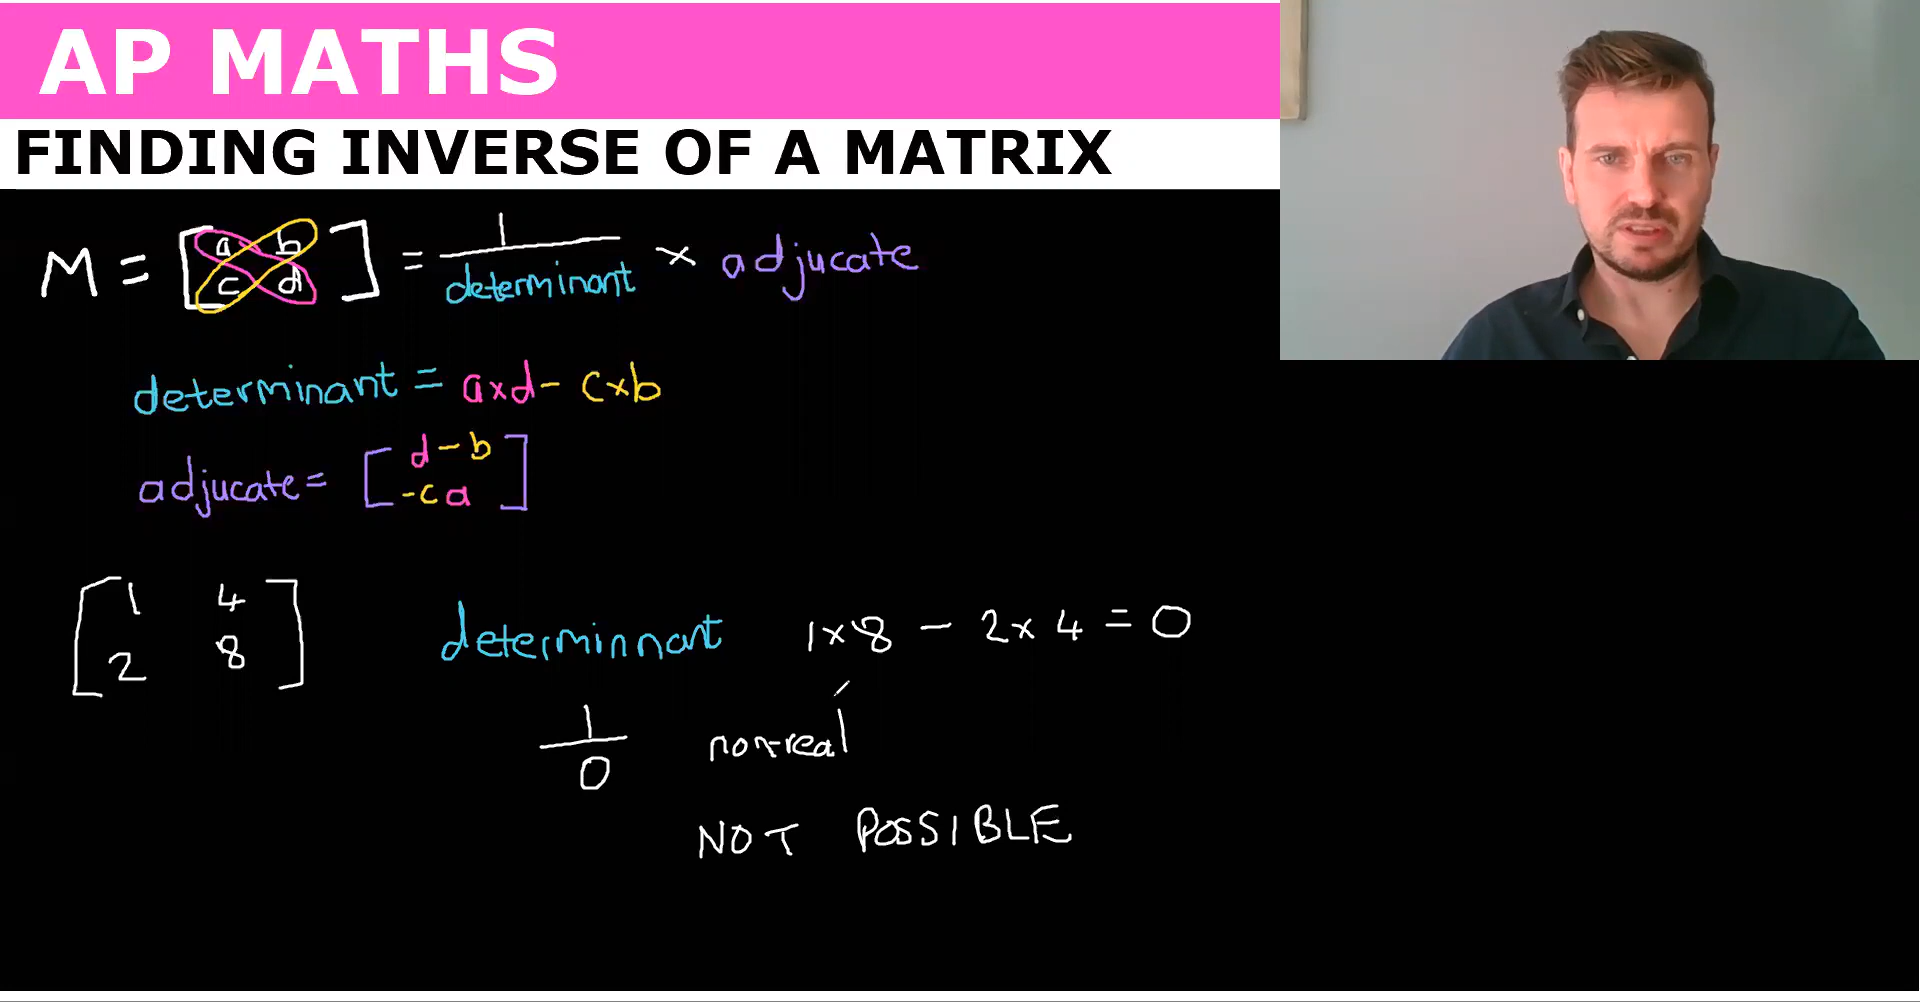 AP MATHS
FINDING INVERSE OF A MATRIX
M = [a b = 1 × adjucate
c d] determinant
determinant = a×d - c×b
adjucate = [d -b
-c a]
[1 4
2 8] determinnant 1×8 - 2×4 = 0
1
0 non-real
NOT POSSIBLE